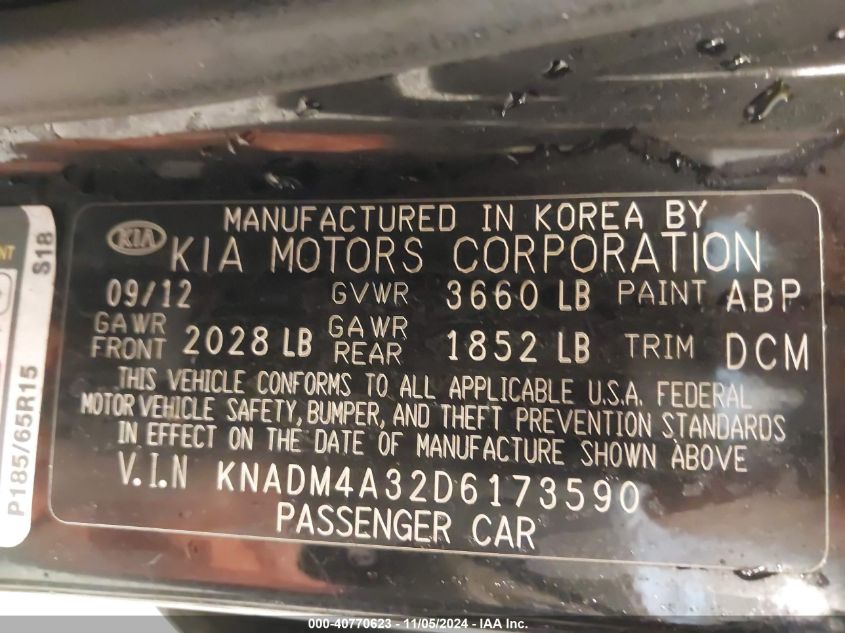 KIA
MANUFACTURED IN KOREA BY
KIA MOTORS CORPORATION
09/12 GVWR 3660 LB PAINT ABP
GAWR FRONT 2028 LB GAWR REAR 1852 LB TRIM DCM
THIS VEHICLE CONFORMS TO ALL APPLICABLE U.S.A. FEDERAL
MOTOR VEHICLE SAFETY, BUMPER, AND THEFT PREVENTION STANDARDS
IN EFFECT ON THE DATE OF MANUFACTURE SHOWN ABOVE
V.I.N KNADM4A32D6173590
PASSENGER CAR
S18
P185/65R15
000-40770623 - 11/05/2024 - IAA Inc.